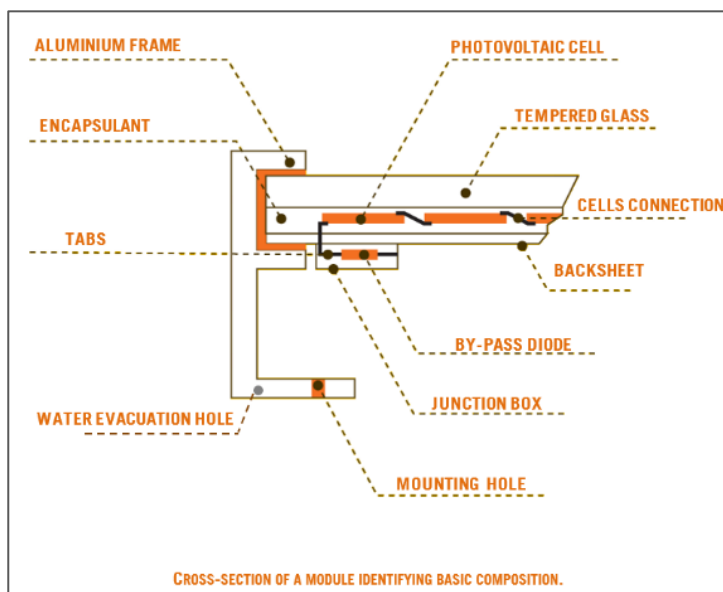 ALUMINIUM FRAME
PHOTOVOLTAIC CELL
TEMPERED GLASS
ENCAPSULANT
CELLS CONNECTION
TABS
BACKSHEET
BY-PASS DIODE
JUNCTION BOX
WATER EVACUATION HOLE
MOUNTING HOLE
CROSS-SECTION OF A MODULE IDENTIFYING BASIC COMPOSITION.